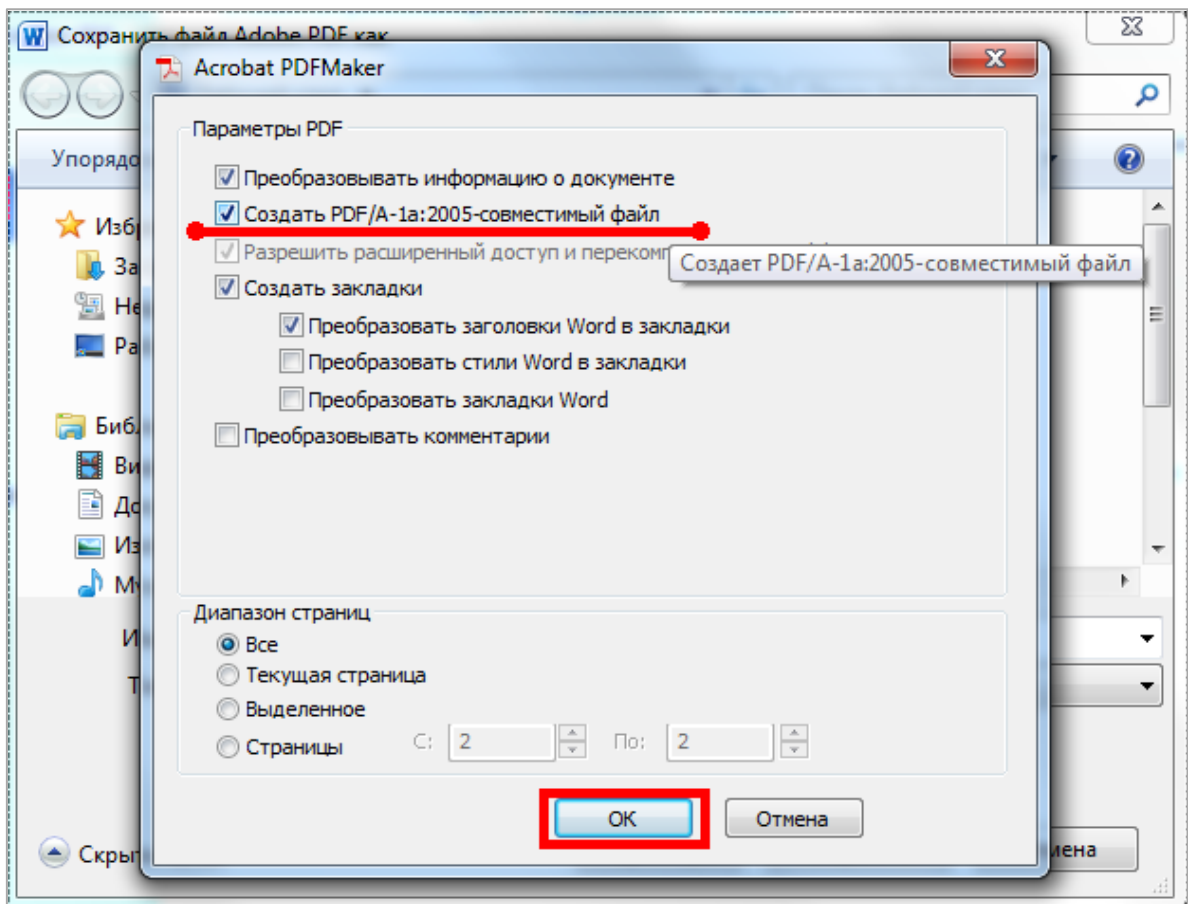 Сохранить файл Adobe PDF как
Acrobat PDFMaker
Упорядо
Параметры PDF
Преобразовывать информацию о документе
Создать PDF/A-1a:2005-совместимый файл
Разрешить расширенный доступ и перекомп
Создает PDF/A-1a:2005-совместимый файл
Создать закладки
Преобразовать заголовки Word в закладки
Преобразовать стили Word в закладки
Преобразовать закладки Word
Преобразовывать комментарии
Изб
За
Не
Ра
Биб
Ви
До
Из
Диапазон страниц
Все
Текущая страница
Выделенное
Страницы С: 2 По: 2
И
Т
OK Отмена
Скры
мена